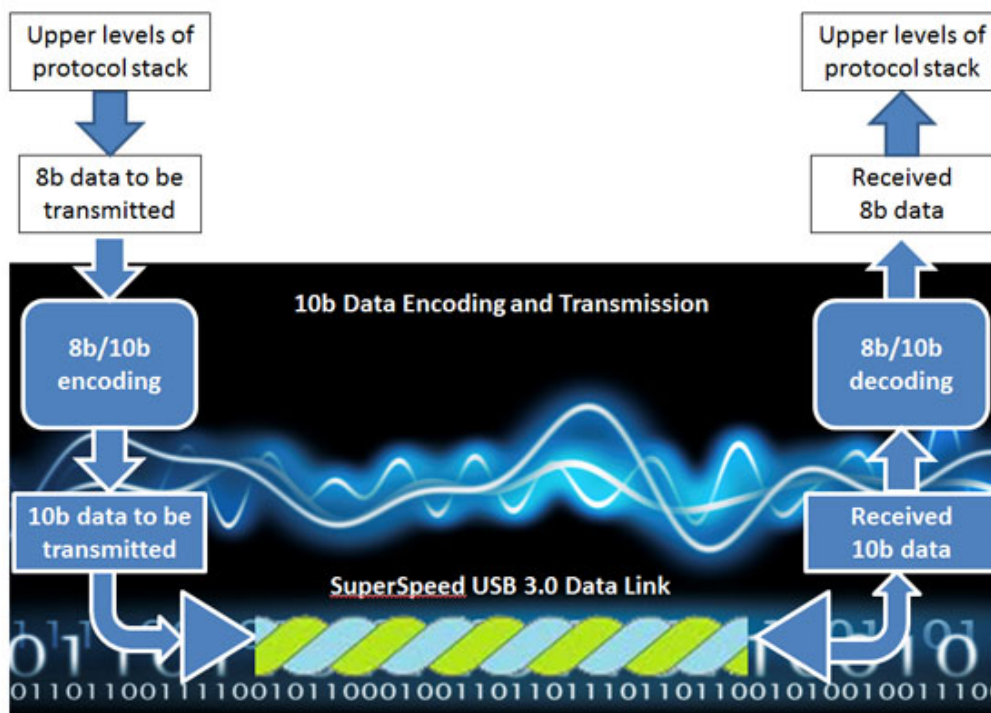 Upper levels of
protocol stack
8b data to be
transmitted
8b/10b
encoding
10b data to be
transmitted
10b Data Encoding and Transmission
SuperSpeed USB 3.0 Data Link
Upper levels of
protocol stack
Received
8b data
8b/10b
decoding
Received
10b data